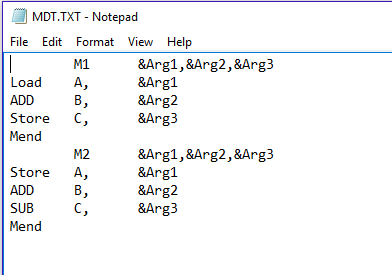 MDT.TXT - Notepad
File Edit Format View Help
M1 &Arg1,&Arg2,&Arg3
Load A, &Arg1
ADD B, &Arg2
Store C, &Arg3
Mend
M2 &Arg1,&Arg2,&Arg3
Store A, &Arg1
ADD B, &Arg2
SUB C, &Arg3
Mend